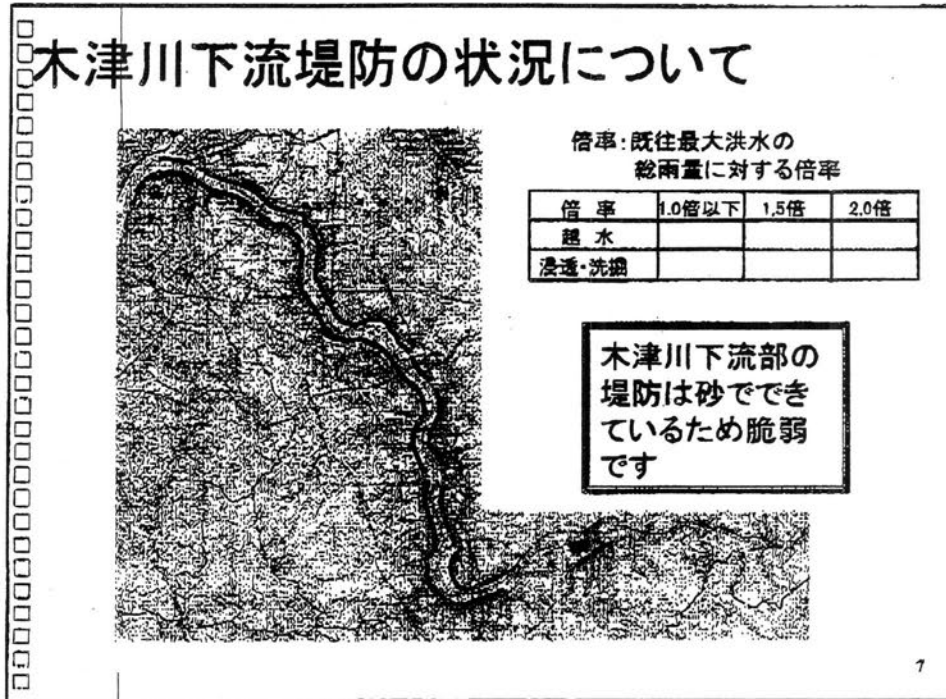 木津川下流堤防の状況について
倍率:既往最大洪水の
総雨量に対する倍率
倍 率 1.0倍以下 1.5倍 2.0倍
越 水
浸透・洗掘
木津川下流部の
堤防は砂ででき
ているため脆弱
です
7